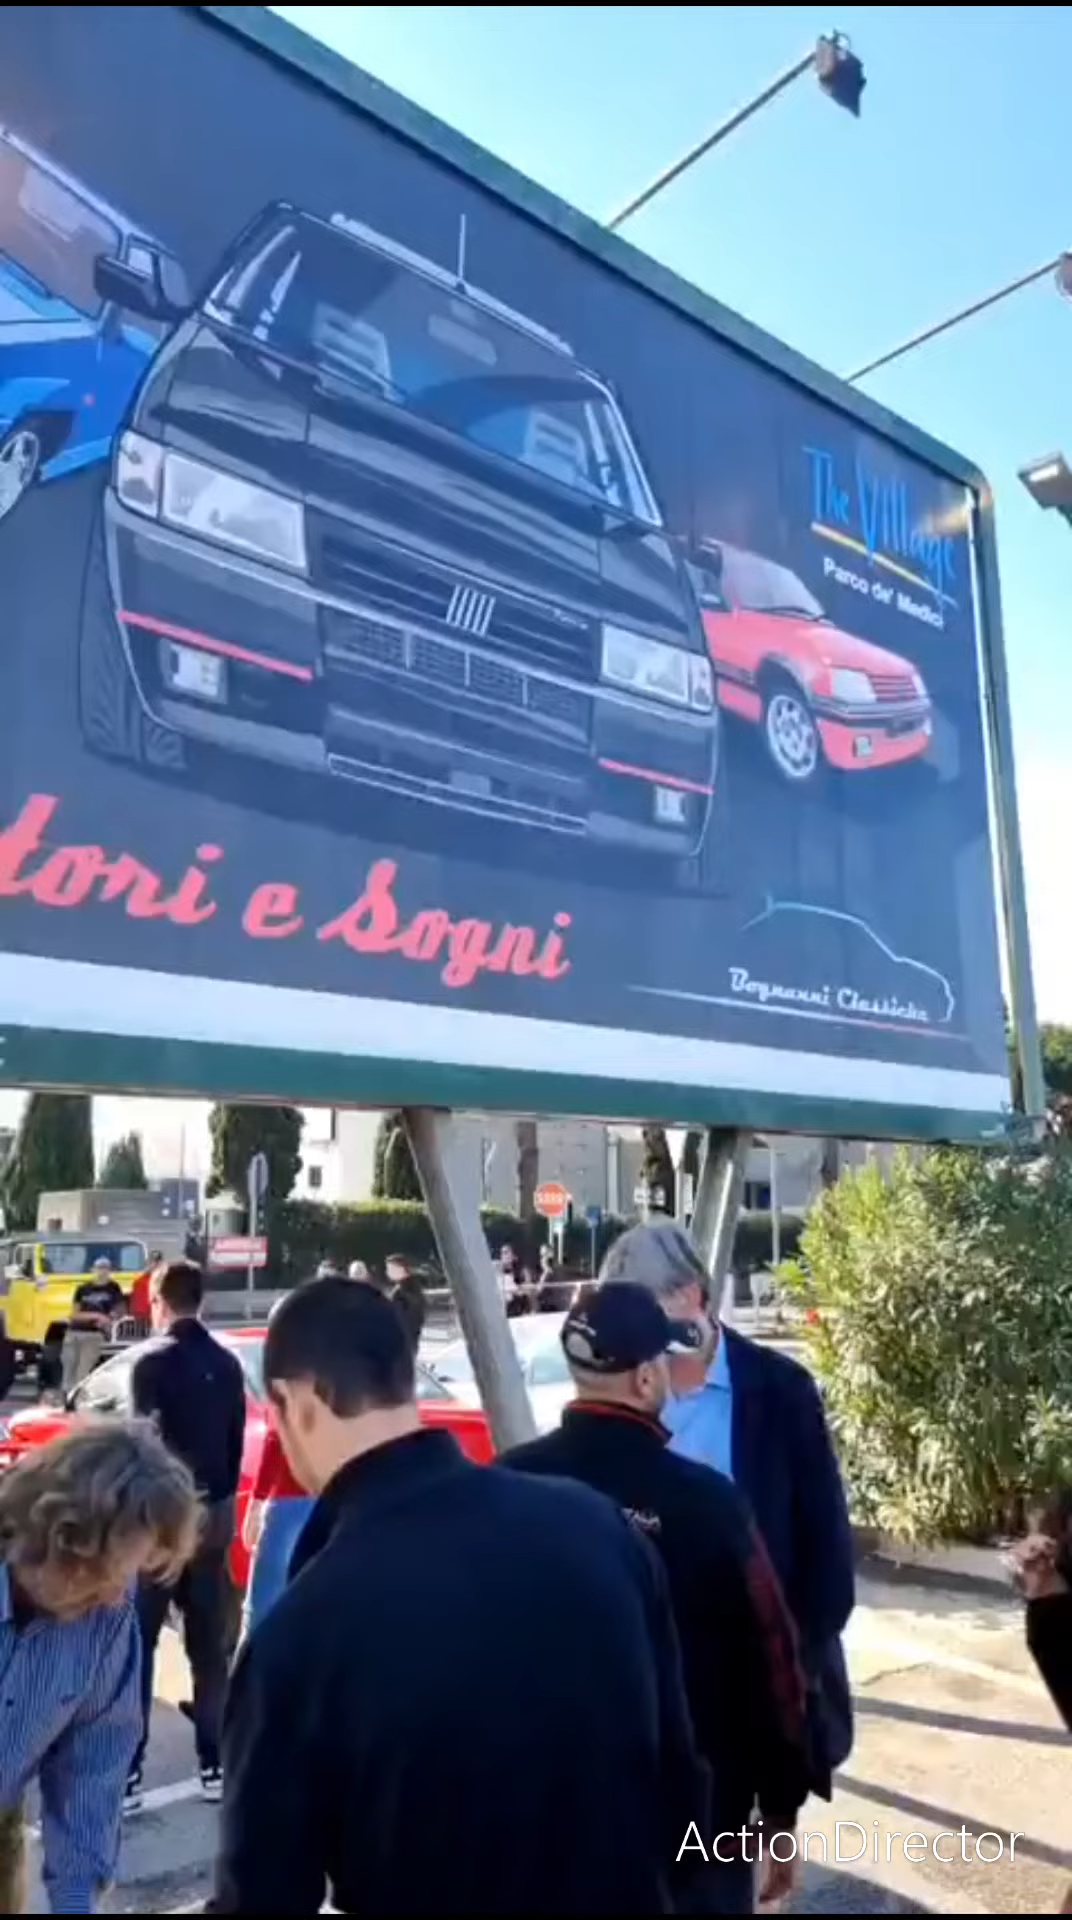 The Village
Parco de' Medici
tori e Sogni
Bognanni Classiche
ActionDirector